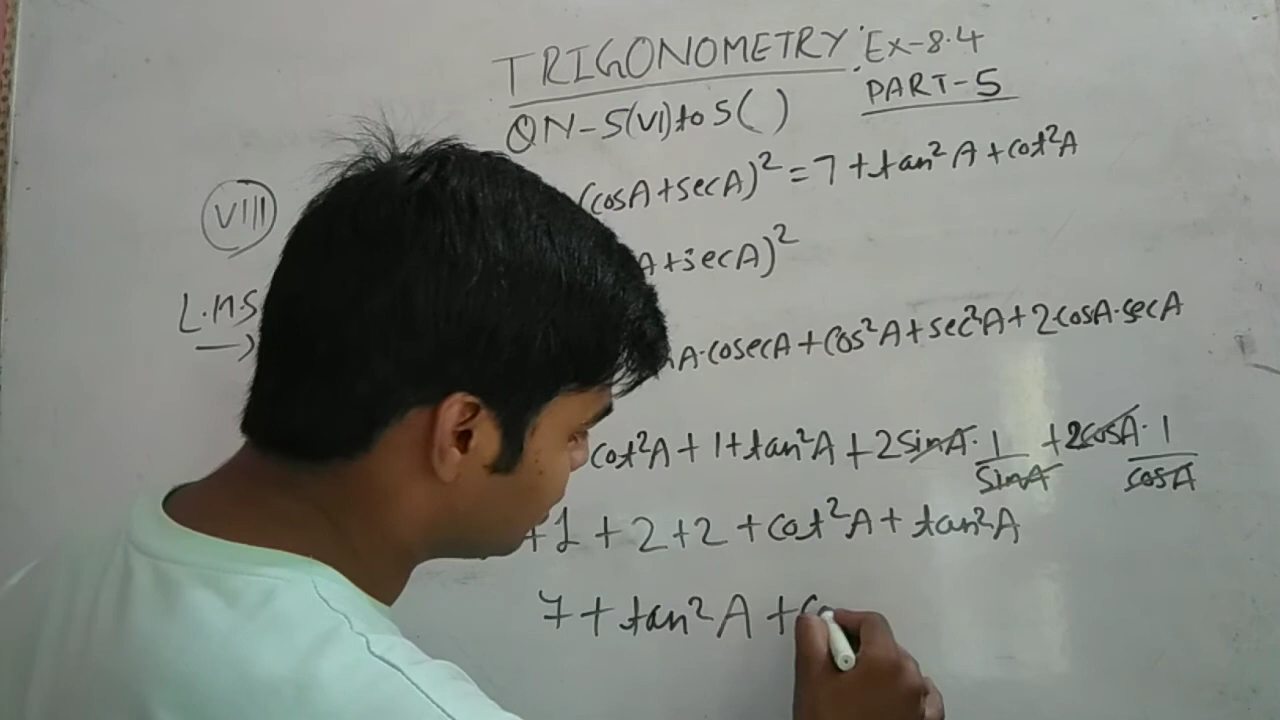 TRIGONOMETRY: Ex-8.4
PART-5
QN-5(VI) to 5( )
VIII
(cosA+secA)²=7+tan²A+cot²A
L.H.S
A+secA)²
A.cosecA+cos²A+sec²A+2cosA.secA
cot²A+1+tan²A+2sinA.1/sinA+2cosA.1/cosA
+1+2+2+cot²A+tan²A
7+tan²A+co